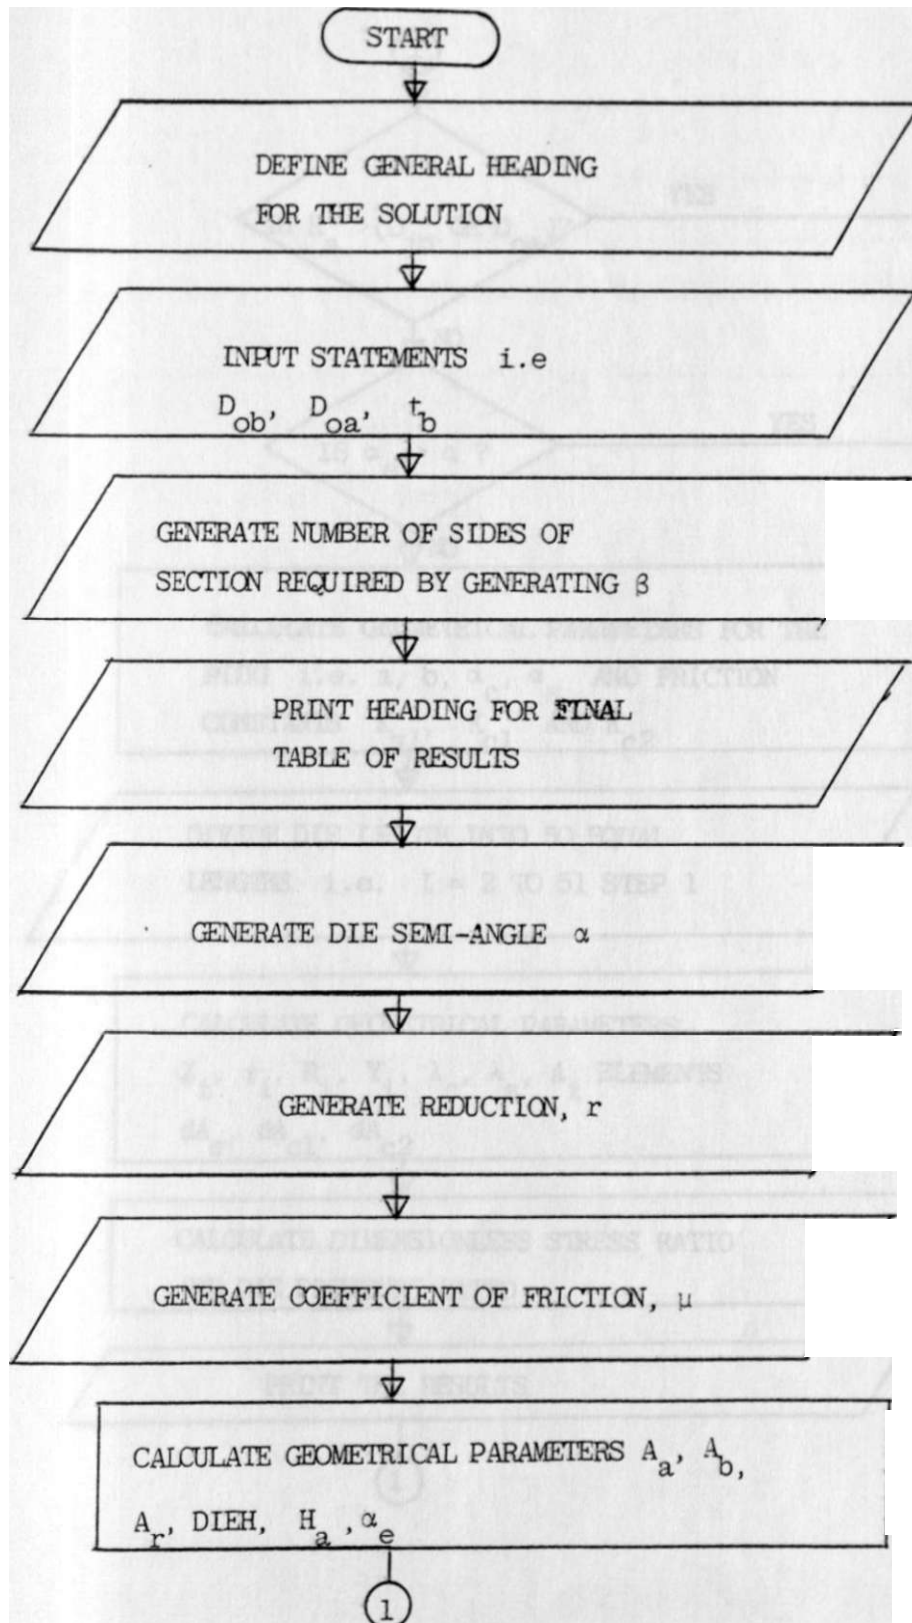 START
DEFINE GENERAL HEADING
FOR THE SOLUTION
INPUT STATEMENTS i.e
D_ob, D_oa, t_b
GENERATE NUMBER OF SIDES OF
SECTION REQUIRED BY GENERATING β
PRINT HEADING FOR FINAL
TABLE OF RESULTS
GENERATE DIE SEMI-ANGLE α
GENERATE REDUCTION, r
GENERATE COEFFICIENT OF FRICTION, μ
CALCULATE GEOMETRICAL PARAMETERS A_a, A_b,
A_r, DIEH, H_a, α_e
1